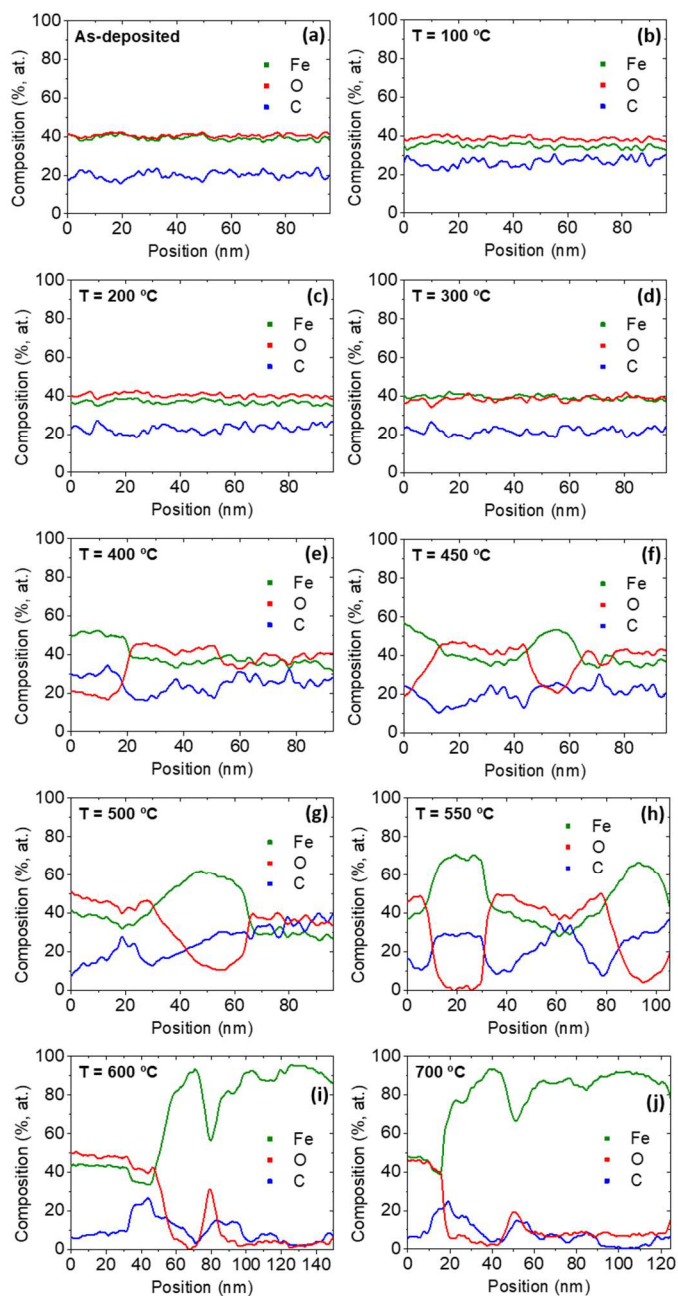 As-deposited (a)
Fe
O
C
Composition (%, at.)
100
80
60
40
20
0
0 20 40 60 80
Position (nm)
T = 100 ºC (b)
Fe
O
C
Composition (%, at.)
100
80
60
40
20
0
0 20 40 60 80
Position (nm)
T = 200 ºC (c)
Fe
O
C
Composition (%, at.)
100
80
60
40
20
0
0 20 40 60 80
Position (nm)
T = 300 ºC (d)
Fe
O
C
Composition (%, at.)
100
80
60
40
20
0
0 20 40 60 80
Position (nm)
T = 400 ºC (e)
Fe
O
C
Composition (%, at.)
100
80
60
40
20
0
0 20 40 60 80
Position (nm)
T = 450 ºC (f)
Fe
O
C
Composition (%, at.)
100
80
60
40
20
0
0 20 40 60 80
Position (nm)
T = 500 ºC (g)
Fe
O
C
Composition (%, at.)
100
80
60
40
20
0
0 20 40 60 80
Position (nm)
T = 550 ºC (h)
Fe
O
C
Composition (%, at.)
100
80
60
40
20
0
0 20 40 60 80 100
Position (nm)
T = 600 ºC (i)
Fe
O
C
Composition (%, at.)
100
80
60
40
20
0
0 20 40 60 80 100 120 140
Position (nm)
700 ºC (j)
Fe
O
C
Composition (%, at.)
100
80
60
40
20
0
0 20 40 60 80 100 120
Position (nm)